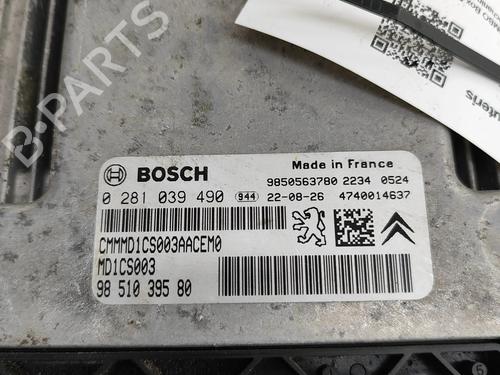 BOSCH
Made in France
9850563780 2234 0524
0 281 039 490 944 22-08-26 4740014637
CMMMD1CS003AACEM0
MD1CS003
98 510 395 80